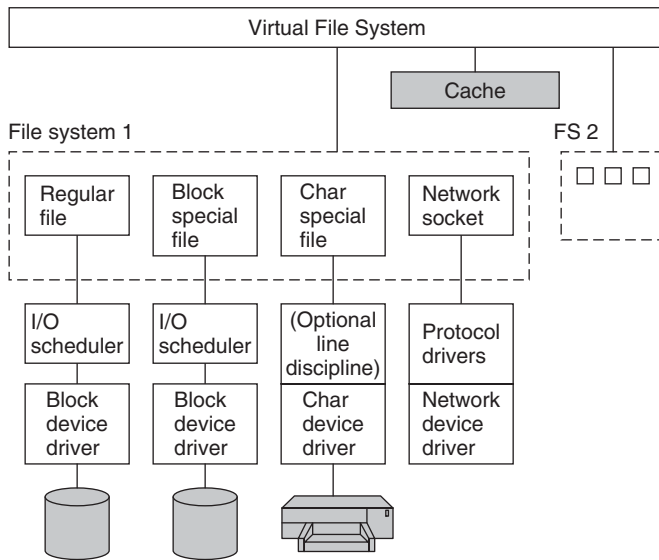 Virtual File System
Cache
File system 1
FS 2
Regular
file
Block
special
file
Char
special
file
Network
socket
I/O
scheduler
I/O
scheduler
(Optional
line
discipline)
Protocol
drivers
Block
device
driver
Block
device
driver
Char
device
driver
Network
device
driver